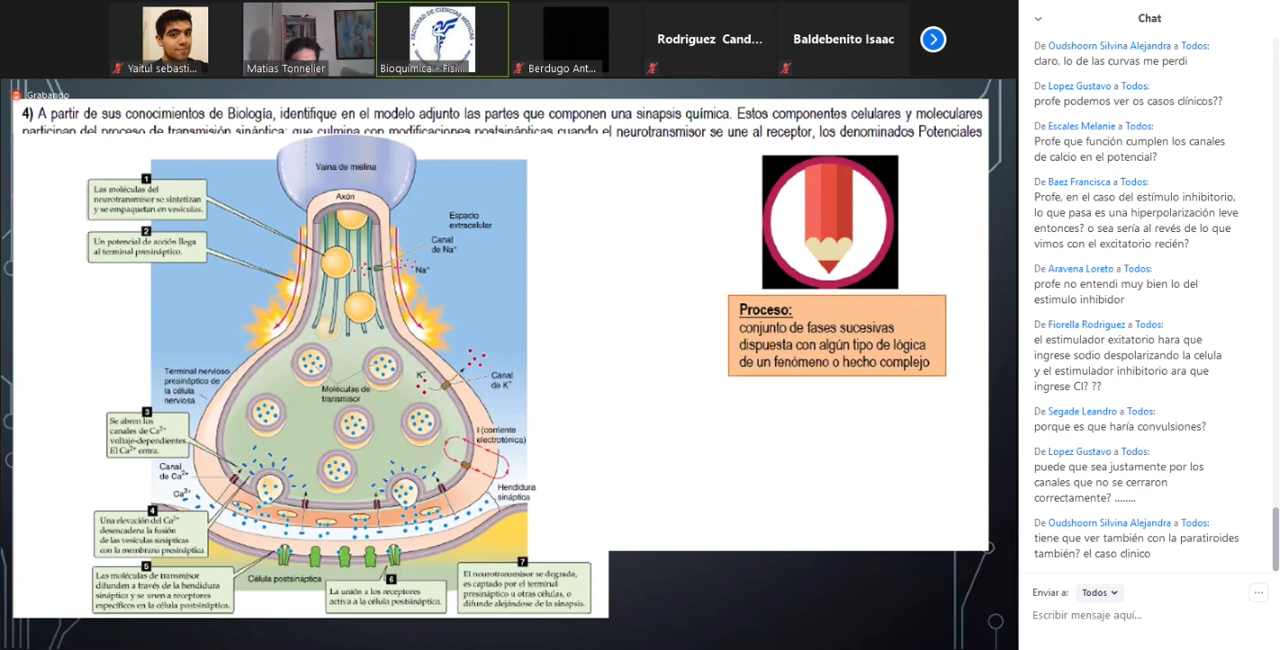 Yaitul sebasti...
Matias Tonnelier
FACULTAD DE CIENCIAS MÉDICAS
Bioquímica - Fisi...
Berdugo Ant...
Rodriguez Cand...
Baldebenito Isaac
Grabando
4) A partir de sus conocimientos de Biología, identifique en el modelo adjunto las partes que componen una sinapsis química. Estos componentes celulares y moleculares
participan del proceso de transmisión sináptica; que culmina con modificaciones postsinápticas cuando el neurotransmisor se une al receptor, los denominados Potenciales
Vaina de mielina
Axón
1
Las moléculas del
neurotransmisor se sintetizan
y se empaquetan en vesículas.
2
Un potencial de acción llega
al terminal presináptico.
Espacio
extracelular
Canal
de Na⁺
Na⁺
Terminal nervioso
presináptico de
la célula
nerviosa
Moléculas de
transmisor
K⁺
Canal
de K⁺
3
Se abren los
canales de Ca²⁺
voltaje-dependientes.
El Ca²⁺ entra.
I (corriente
electrotónica)
Canal
de Ca²⁺
Ca²⁺
Hendidura
sináptica
4
Una elevación del Ca²⁺
desencadena la fusión
de las vesículas sinápticas
con la membrana presináptica.
5
Las moléculas de transmisor
difunden a través de la hendidura
sináptica y se unen a receptores
específicos en la célula postsináptica.
Célula postsináptica
6
La unión a los receptores
activa a la célula postsináptica.
7
El neurotransmisor se degrada,
es captado por el terminal
presináptico u otras células, o
difunde alejándose de la sinapsis.
Proceso:
conjunto de fases sucesivas
dispuesta con algún tipo de lógica
de un fenómeno o hecho complejo
Chat
De Oudshoorn Silvina Alejandra a Todos:
claro, lo de las curvas me perdi
De Lopez Gustavo a Todos:
profe podemos ver os casos clínicos??
De Escales Melanie a Todos:
Profe que función cumplen los canales
de calcio en el potencial?
De Baez Francisca a Todos:
Profe, en el caso del estímulo inhibitorio,
lo que pasa es una hiperpolarización leve
entonces? o sea sería al revés de lo que
vimos con el excitatorio recién?
De Aravena Loreto a Todos:
profe no entendi muy bien lo del
estimulo inhibidor
De Fiorella Rodriguez a Todos:
el estimulador exitatorio hara que
ingrese sodio despolarizando la celula
y el estimulador inhibitorio ara que
ingrese Cl? ??
De Segade Leandro a Todos:
porque es que haría convulsiones?
De Lopez Gustavo a Todos:
puede que sea justamente por los
canales que no se cerraron
correctamente? ........
De Oudshoorn Silvina Alejandra a Todos:
tiene que ver también con la paratiroides
también? el caso clinico
Enviar a: Todos
Escribir mensaje aquí...